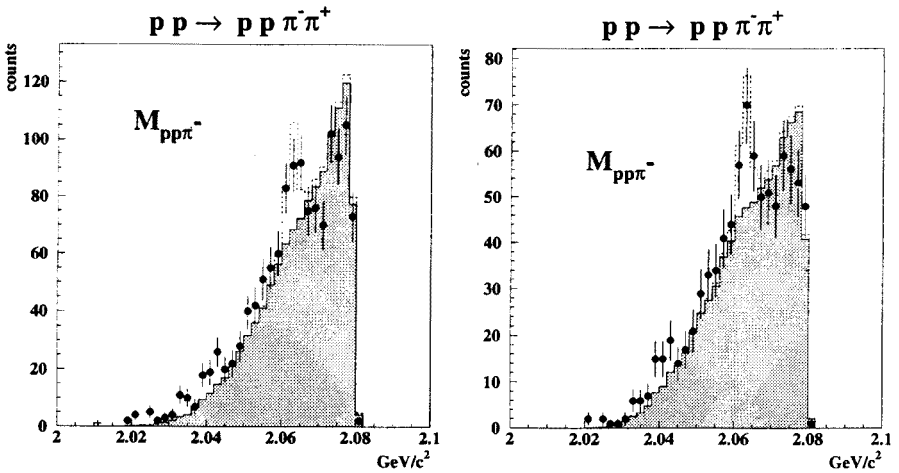 p p → p p π⁻π⁺
counts
120
100
80
60
40
20
0
M_ppπ⁻
2 2.02 2.04 2.06 2.08 2.1
GeV/c²
p p → p p π⁻π⁺
counts
80
70
60
50
40
30
20
10
0
M_ppπ⁻
2 2.02 2.04 2.06 2.08 2.1
GeV/c²